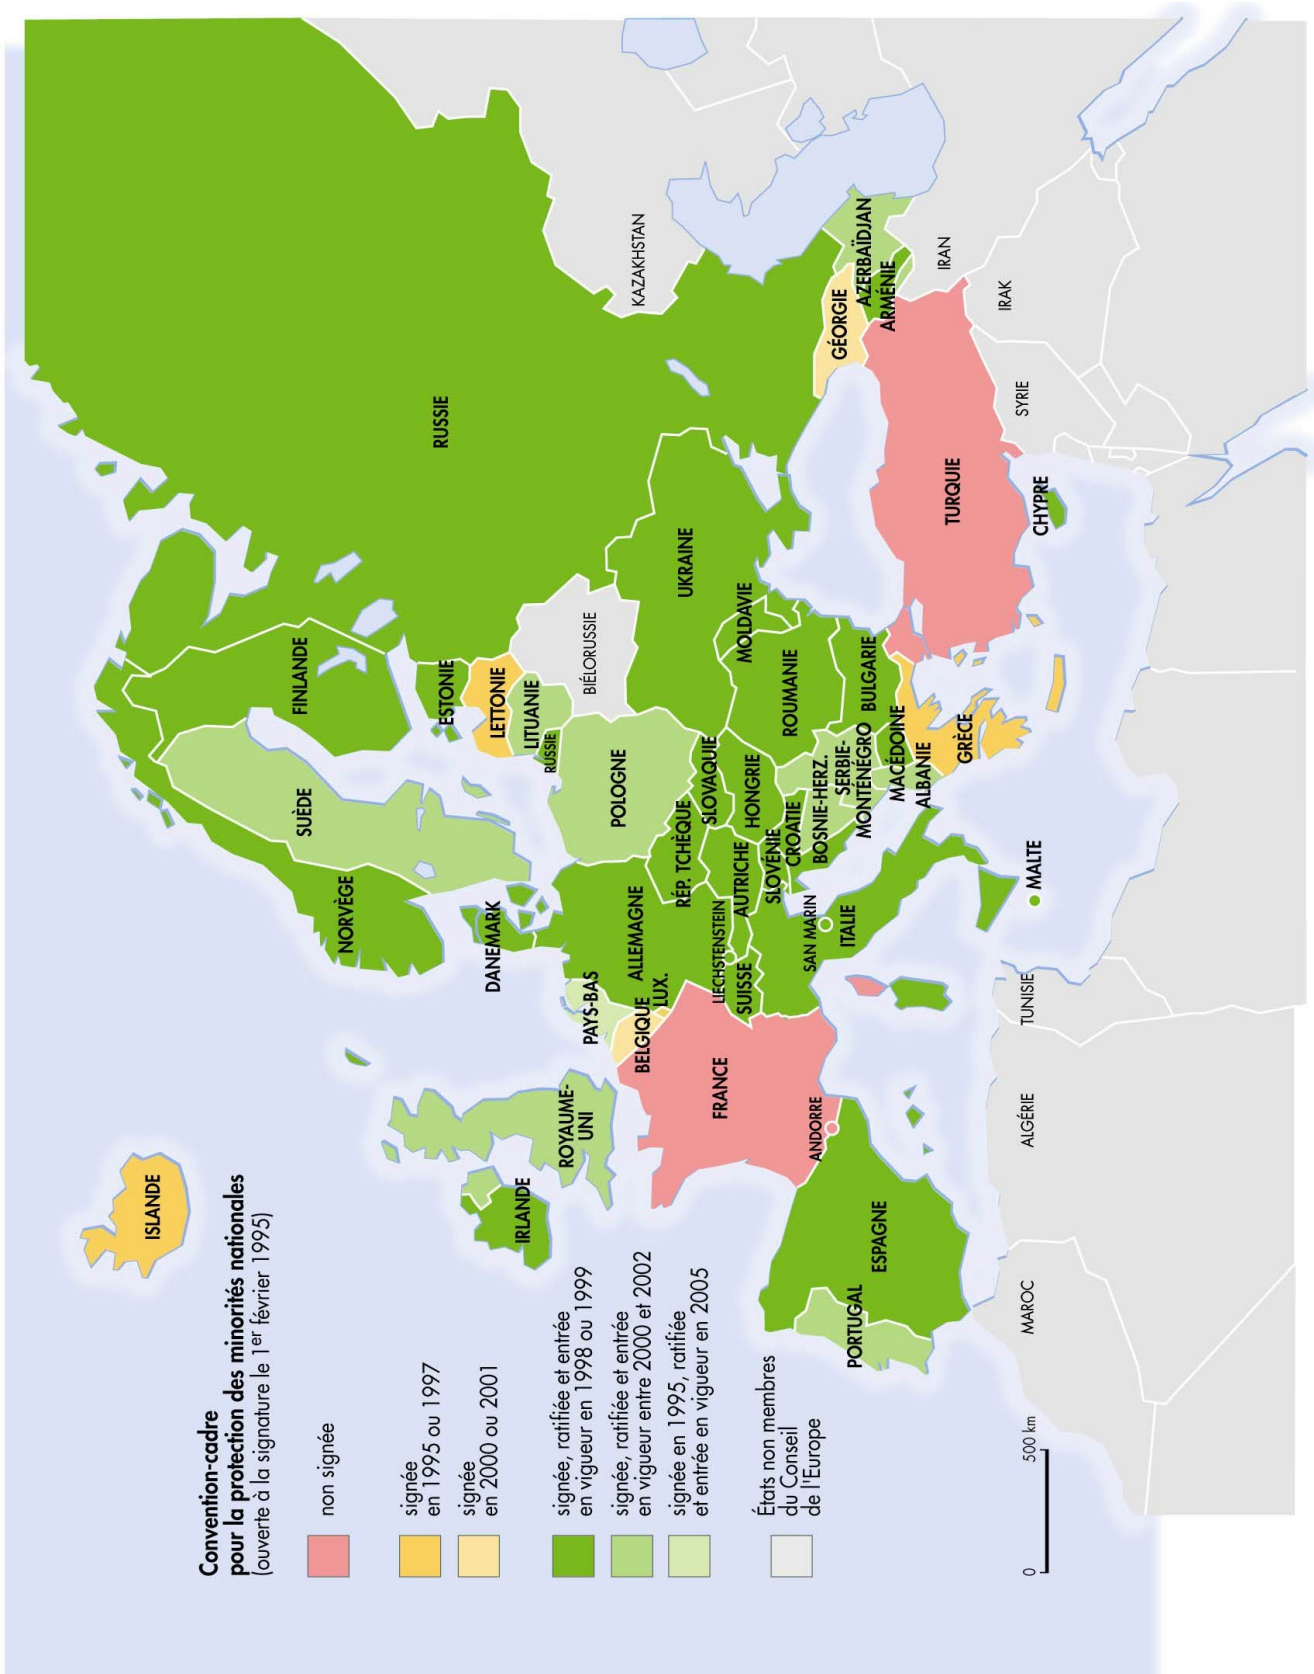 Convention-cadre
pour la protection des minorités nationales
(ouverte à la signature le 1er février 1995)
non signée
signée
en 1995 ou 1997
signée
en 2000 ou 2001
signée, ratifiée et entrée
en vigueur en 1998 ou 1999
signée, ratifiée et entrée
en vigueur entre 2000 et 2002
signée en 1995, ratifiée
et entrée en vigueur en 2005
États non membres
du Conseil
de l'Europe
0 500 km
ISLANDE
NORVÈGE
SUÈDE
FINLANDE
RUSSIE
ESTONIE
LETTONIE
LITUANIE
RUSSIE
BIÉLORUSSIE
DANEMARK
IRLANDE
ROYAUME-
UNI
PAYS-BAS
BELGIQUE
LUX.
ALLEMAGNE
POLOGNE
RÉP. TCHÈQUE
SLOVAQUIE
UKRAINE
MOLDAVIE
KAZAKHSTAN
FRANCE
LIECHSTENSTEIN
SUISSE
AUTRICHE
HONGRIE
ROUMANIE
SLOVÉNIE
CROATIE
BOSNIE-HERZ.
SERBIE-
MONTÉNÉGRO
BULGARIE
MACÉDOINE
ALBANIE
GRÈCE
ANDORRE
SAN MARIN
ITALIE
PORTUGAL
ESPAGNE
MALTE
GÉORGIE
AZERBAÏDJAN
ARMÉNIE
TURQUIE
CHYPRE
MAROC
ALGÉRIE
TUNISIE
SYRIE
IRAK
IRAN